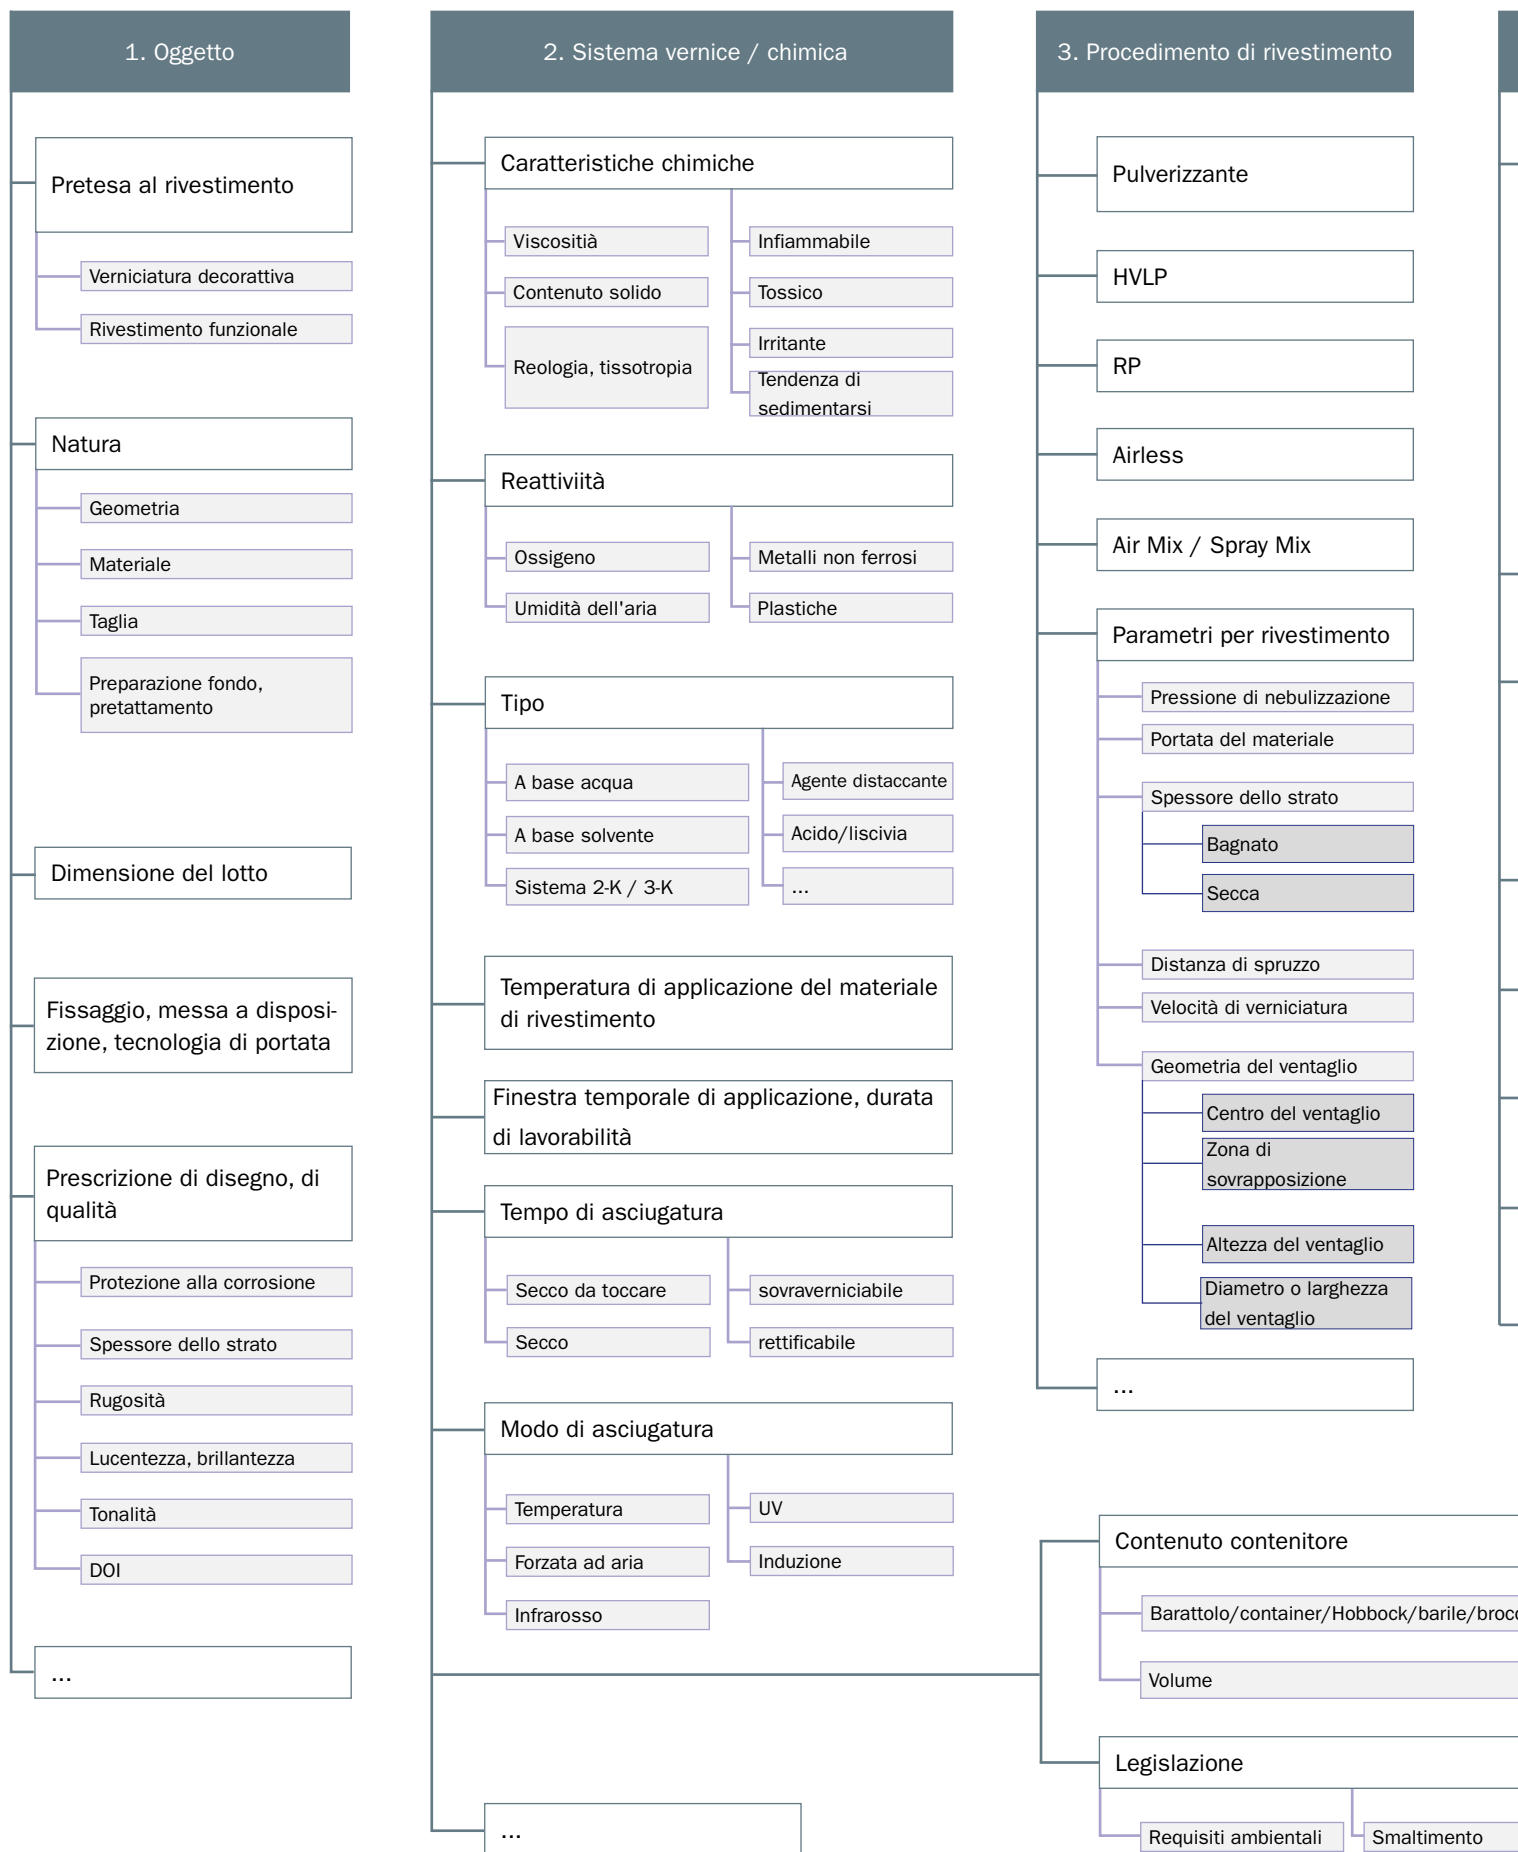 1. Oggetto
Pretesa al rivestimento
Verniciatura decorattiva
Rivestimento funzionale
Natura
Geometria
Materiale
Taglia
Preparazione fondo,
pretattamento
Dimensione del lotto
Fissaggio, messa a disposi-
zione, tecnologia di portata
Prescrizione di disegno, di
qualità
Protezione alla corrosione
Spessore dello strato
Rugosità
Lucentezza, brillantezza
Tonalità
DOI
...
2. Sistema vernice / chimica
Caratteristiche chimiche
Viscositià
Contenuto solido
Reologia, tissotropia
Infiammabile
Tossico
Irritante
Tendenza di
sedimentarsi
Reattiviità
Ossigeno
Umidità dell'aria
Metalli non ferrosi
Plastiche
Tipo
A base acqua
A base solvente
Sistema 2-K / 3-K
Agente distaccante
Acido/liscivia
...
Temperatura di applicazione del materiale
di rivestimento
Finestra temporale di applicazione, durata
di lavorabilità
Tempo di asciugatura
Secco da toccare
Secco
sovraverniciabile
rettificabile
Modo di asciugatura
Temperatura
Forzata ad aria
Infrarosso
UV
Induzione
...
3. Procedimento di rivestimento
Pulverizzante
HVLP
RP
Airless
Air Mix / Spray Mix
Parametri per rivestimento
Pressione di nebulizzazione
Portata del materiale
Spessore dello strato
Bagnato
Secca
Distanza di spruzzo
Velocità di verniciatura
Geometria del ventaglio
Centro del ventaglio
Zona di
sovrapposizione
Altezza del ventaglio
Diametro o larghezza
del ventaglio
...
Contenuto contenitore
Barattolo/container/Hobbock/barile/brocc
Volume
Legislazione
Requisiti ambientali
Smaltimento